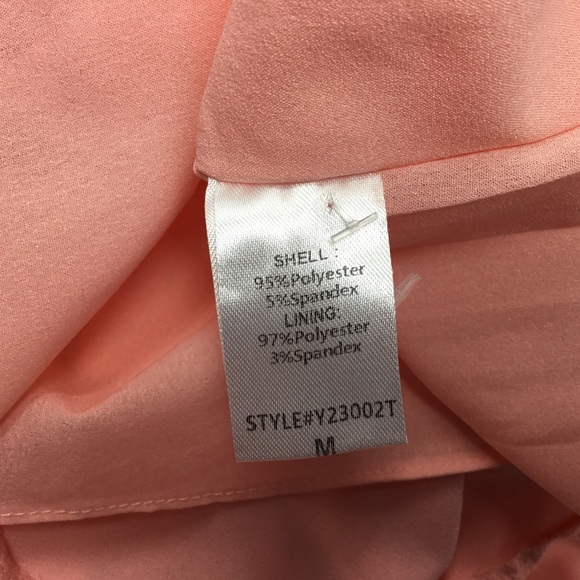 SHELL :
95%Polyester
5%Spandex
LINING:
97%Polyester
3%Spandex
STYLE#Y23002T
M